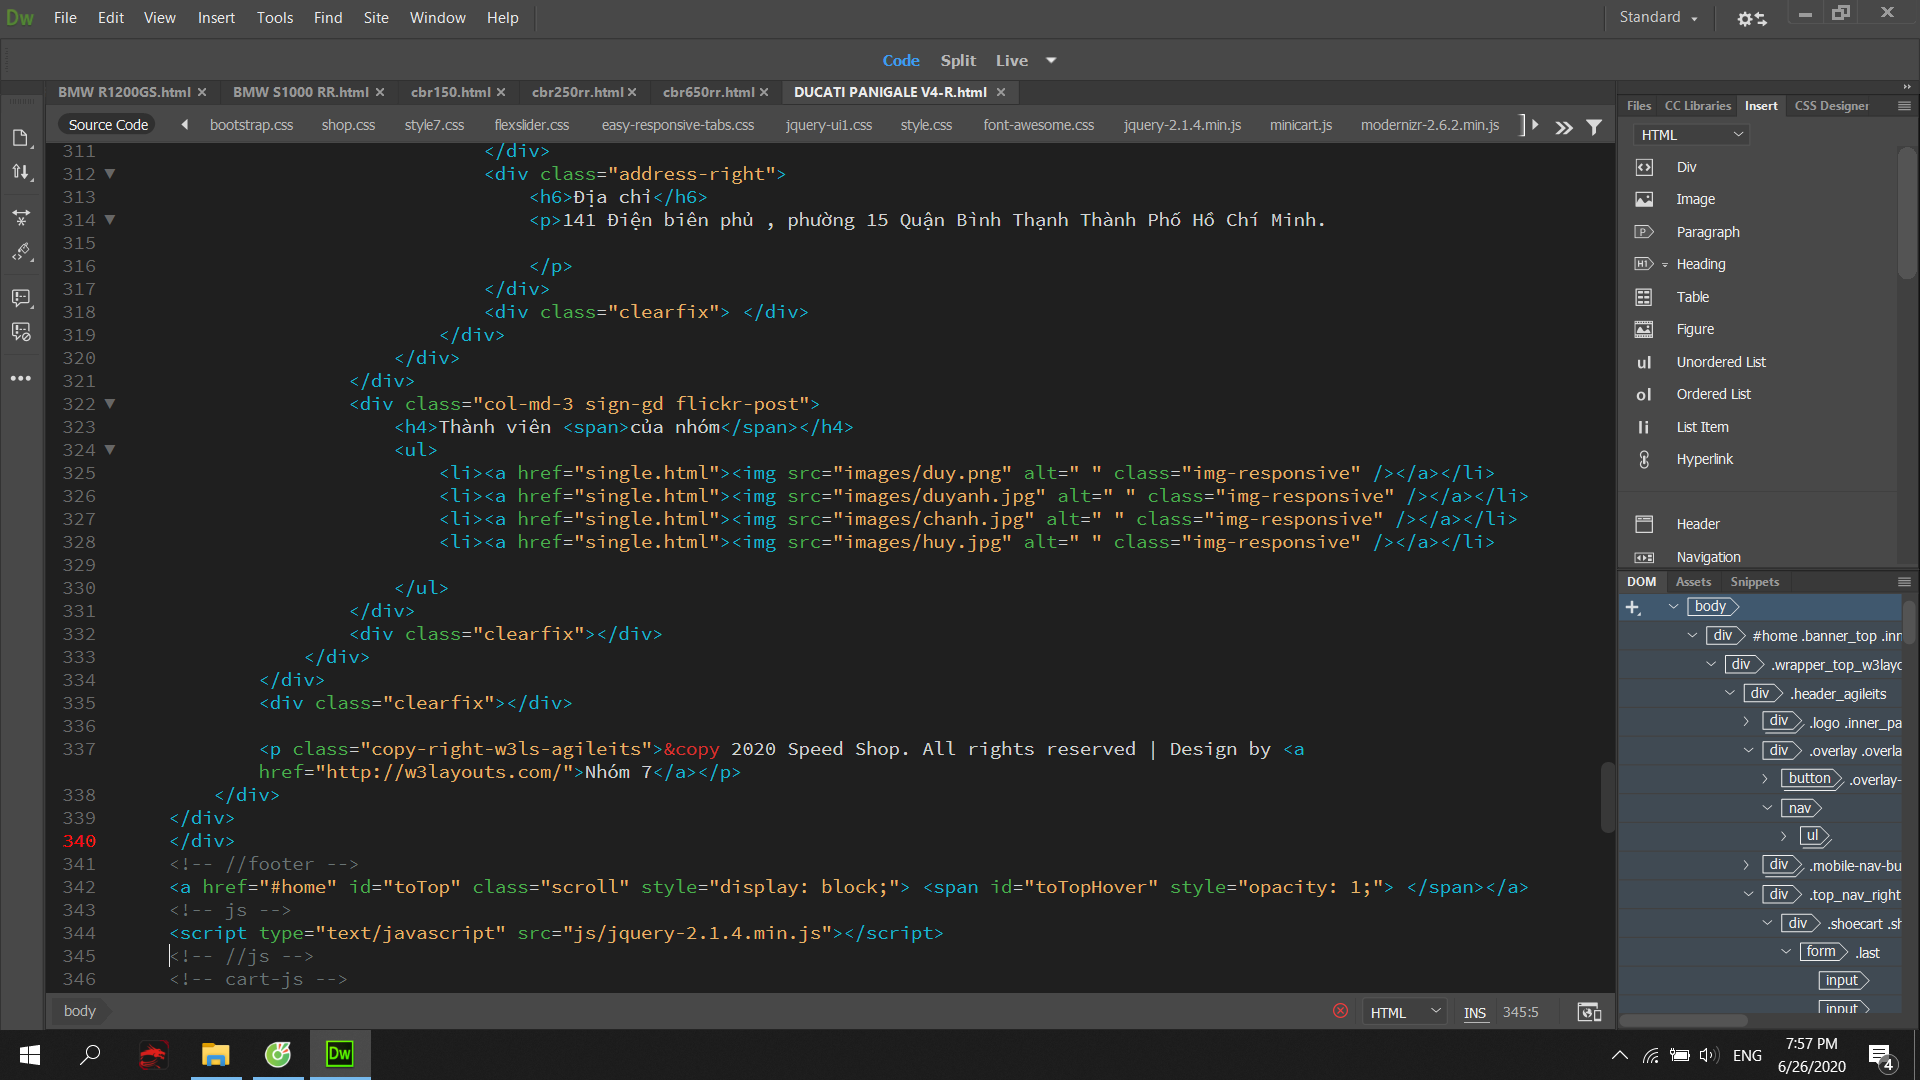 Dw File Edit View Insert Tools Find Site Window Help Standard
Code Split Live
BMW R1200GS.html BMW S1000 RR.html cbr150.html cbr250rr.html cbr650rr.html DUCATI PANIGALE V4-R.html
Source Code bootstrap.css shop.css style7.css flexslider.css easy-responsive-tabs.css jquery-ui1.css style.css font-awesome.css jquery-2.1.4.min.js minicart.js modernizr-2.6.2.min.js
311 </div>
312 <div class="address-right">
313 <h6>Địa chỉ</h6>
314 <p>141 Điện biên phủ , phường 15 Quận Bình Thạnh Thành Phố Hồ Chí Minh.
315
316 </p>
317 </div>
318 <div class="clearfix"> </div>
319 </div>
320 </div>
321 </div>
322 <div class="col-md-3 sign-gd flickr-post">
323 <h4>Thành viên <span>của nhóm</span></h4>
324 <ul>
325 <li><a href="single.html"><img src="images/duy.png" alt=" " class="img-responsive" /></a></li>
326 <li><a href="single.html"><img src="images/duyanh.jpg" alt=" " class="img-responsive" /></a></li>
327 <li><a href="single.html"><img src="images/chanh.jpg" alt=" " class="img-responsive" /></a></li>
328 <li><a href="single.html"><img src="images/huy.jpg" alt=" " class="img-responsive" /></a></li>
329
330 </ul>
331 </div>
332 <div class="clearfix"></div>
333 </div>
334 </div>
335 <div class="clearfix"></div>
336
337 <p class="copy-right-w3ls-agileits">&copy 2020 Speed Shop. All rights reserved | Design by <a
href="http://w3layouts.com/">Nhóm 7</a></p>
338 </div>
339 </div>
340 </div>
341 <!-- //footer -->
342 <a href="#home" id="toTop" class="scroll" style="display: block;"> <span id="toTopHover" style="opacity: 1;"> </span></a>
343 <!-- js -->
344 <script type="text/javascript" src="js/jquery-2.1.4.min.js"></script>
345 <!-- //js -->
346 <!-- cart-js -->
body HTML INS 345:5
Files CC Libraries Insert CSS Designer
HTML
Div
Image
Paragraph
H1 Heading
Table
Figure
ul Unordered List
ol Ordered List
li List Item
Hyperlink
Header
Navigation
DOM Assets Snippets
body
div #home .banner_top .inn
div .wrapper_top_w3layo
div .header_agileits
div .logo .inner_pa
div .overlay .overla
button .overlay-
nav
ul
div .mobile-nav-bu
div .top_nav_right
div .shoecart .sh
form .last
input
input
Dw ENG 7:57 PM
6/26/2020
4